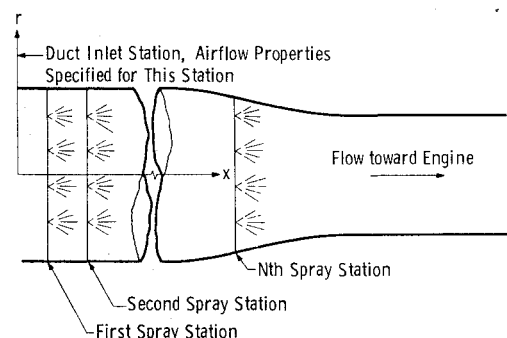 r
Duct Inlet Station, Airflow Properties
Specified for This Station
x
Flow toward Engine
Nth Spray Station
Second Spray Station
First Spray Station